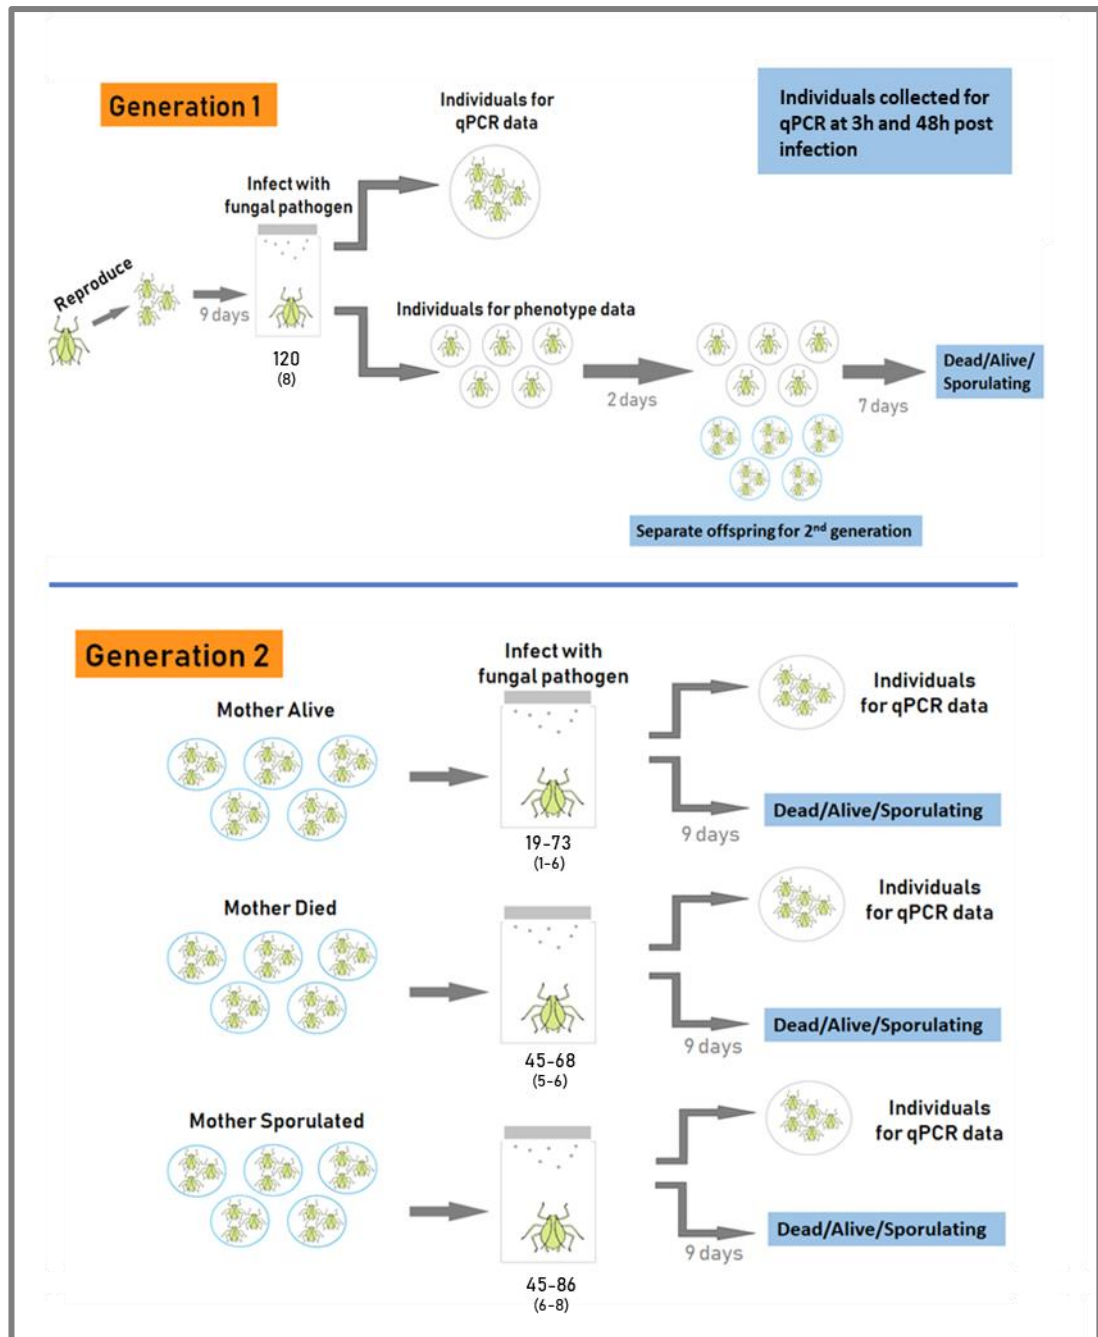 Generation 1
Individuals for
qPCR data
Individuals collected for
qPCR at 3h and 48h post
infection
Infect with
fungal pathogen
Reproduce
9 days
120
(8)
Individuals for phenotype data
2 days
7 days
Dead/Alive/
Sporulating
Separate offspring for 2nd generation
Generation 2
Infect with
fungal pathogen
Mother Alive
19-73
(1-6)
Individuals
for qPCR data
9 days
Dead/Alive/Sporulating
Mother Died
45-68
(5-6)
Individuals
for qPCR data
9 days
Dead/Alive/Sporulating
Mother Sporulated
45-86
(6-8)
Individuals
for qPCR data
9 days
Dead/Alive/Sporulating